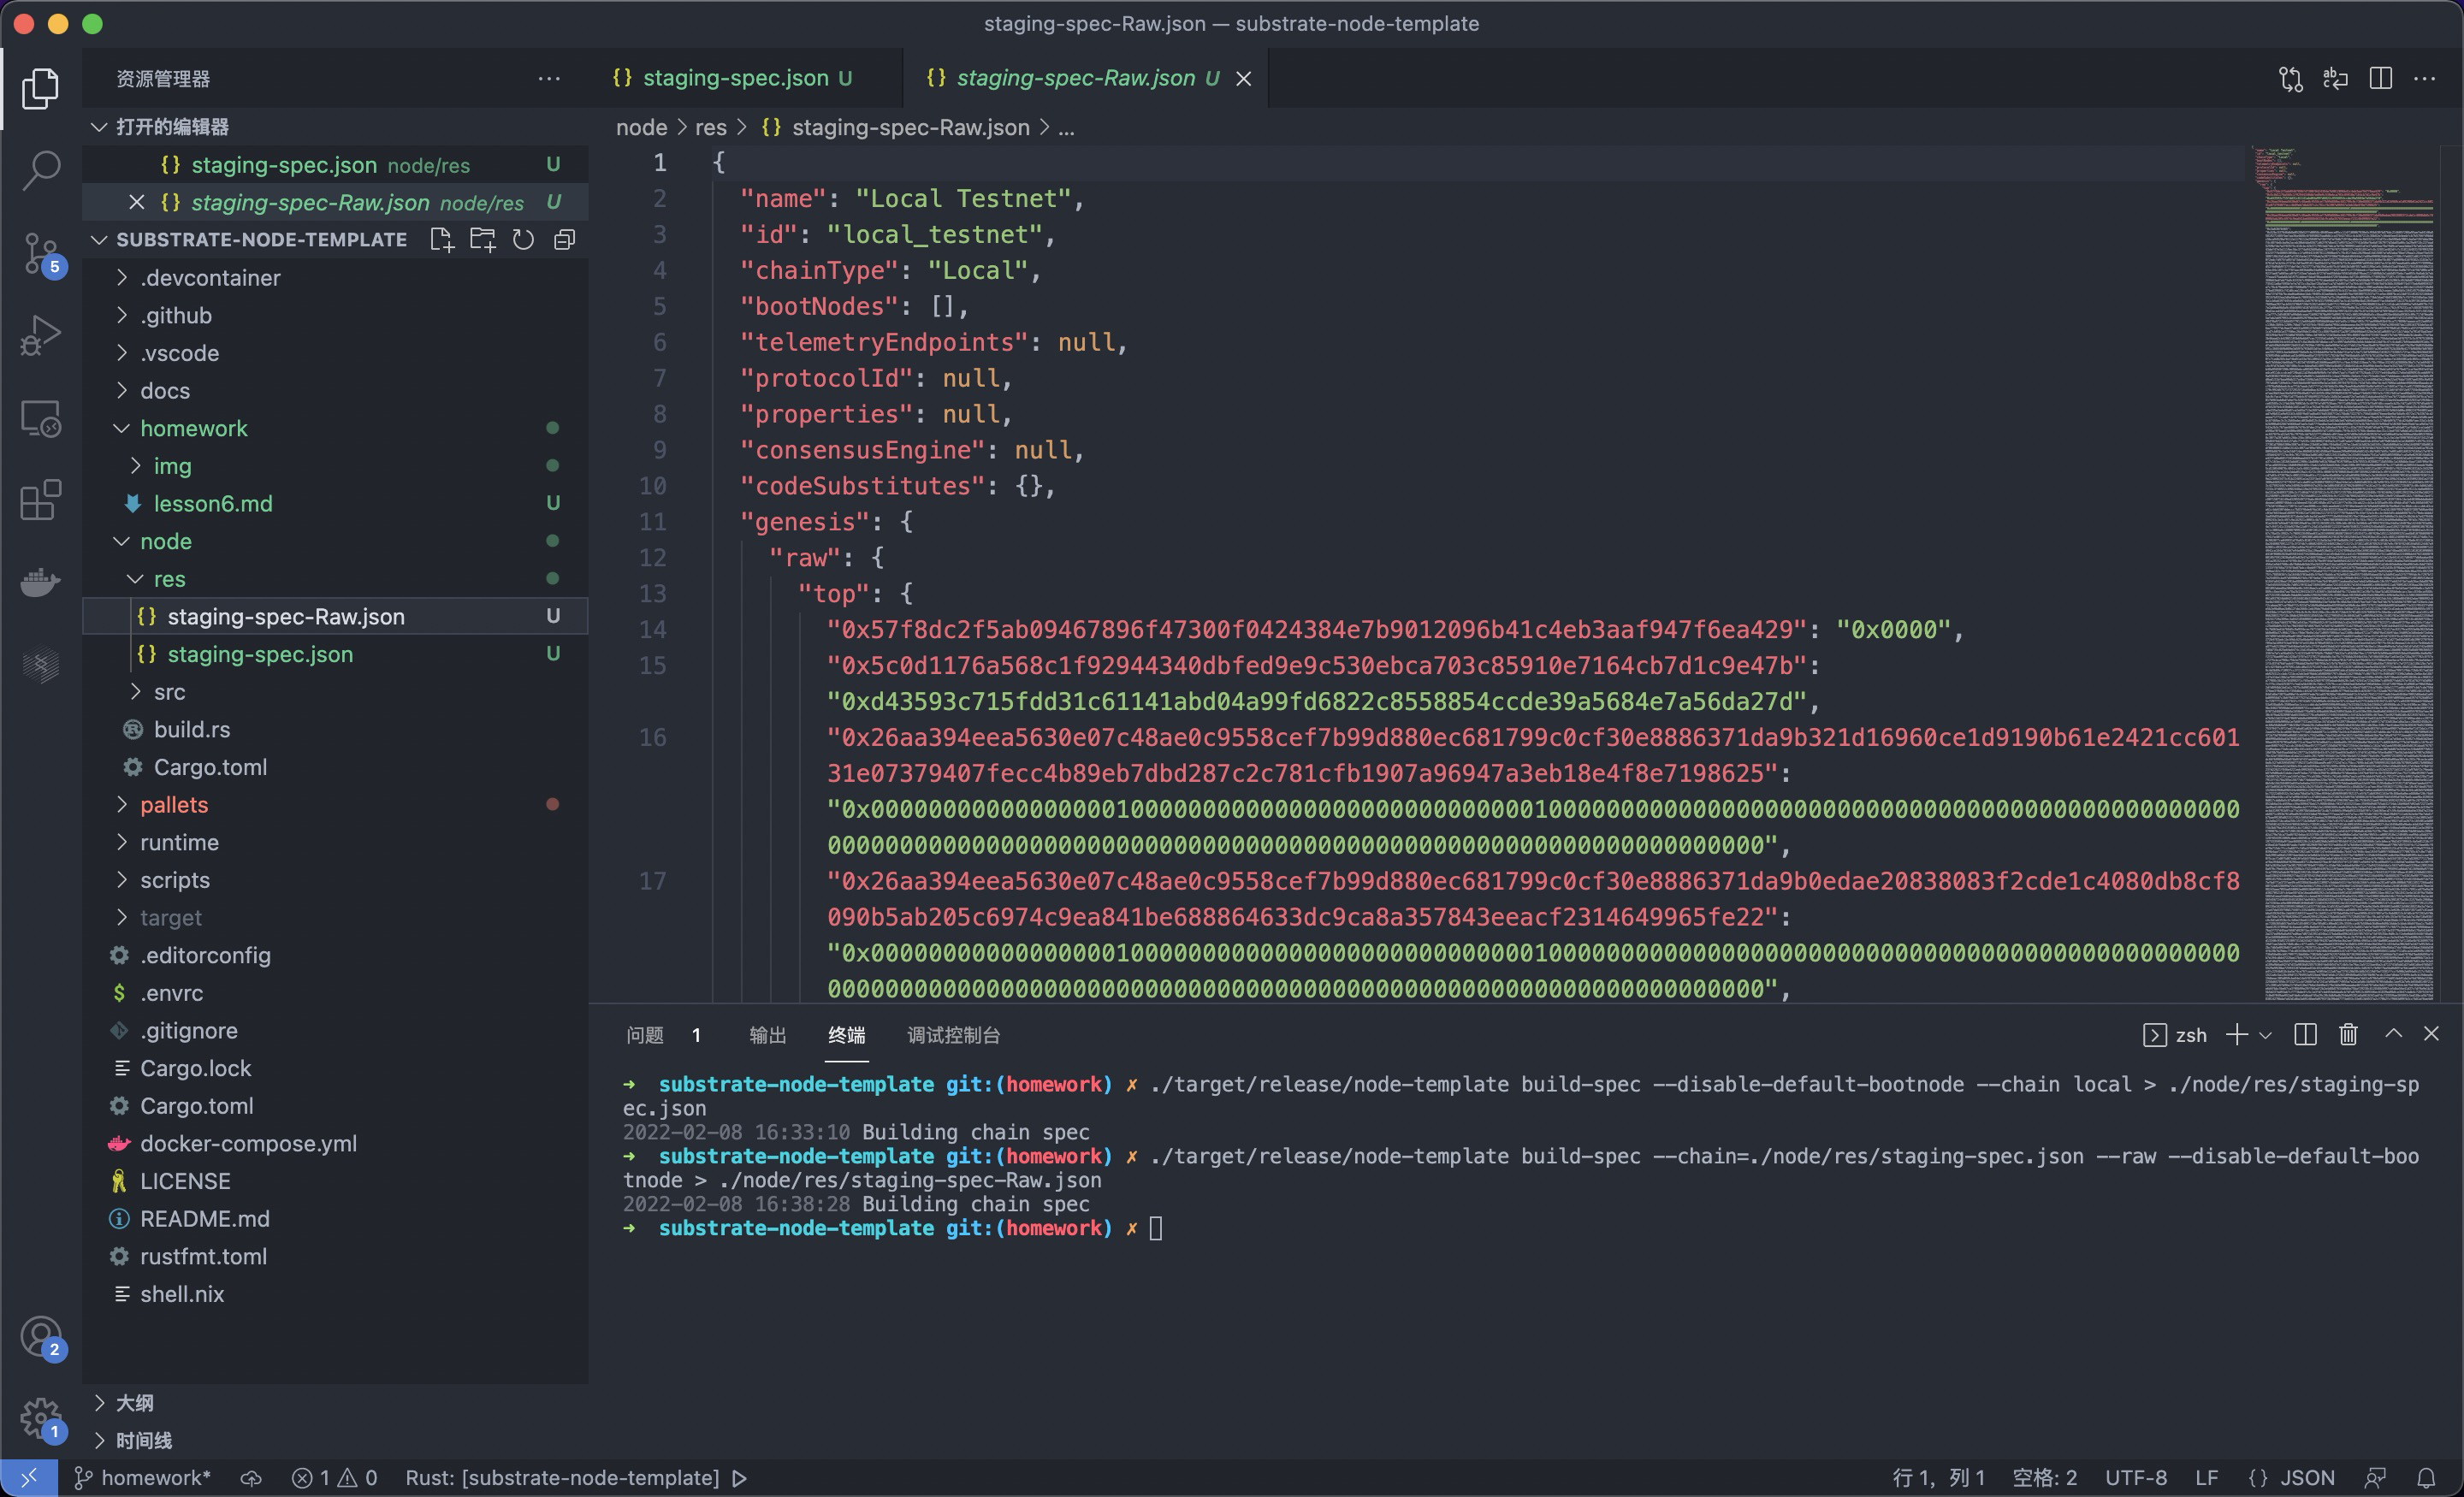 staging-spec-Raw.json — substrate-node-template
资源管理器
打开的编辑器
{} staging-spec.json node/res U
{} staging-spec-Raw.json node/res U
SUBSTRATE-NODE-TEMPLATE
.devcontainer
.github
.vscode
docs
homework
img
lesson6.md U
node
res
{} staging-spec-Raw.json U
{} staging-spec.json U
src
build.rs
Cargo.toml
pallets
runtime
scripts
target
.editorconfig
$ .envrc
.gitignore
Cargo.lock
Cargo.toml
docker-compose.yml
LICENSE
README.md
rustfmt.toml
shell.nix
大纲
时间线
5
2
1
{} staging-spec.json U
{} staging-spec-Raw.json U
node > res > {} staging-spec-Raw.json > ...
1 {
2 "name": "Local Testnet",
3 "id": "local_testnet",
4 "chainType": "Local",
5 "bootNodes": [],
6 "telemetryEndpoints": null,
7 "protocolId": null,
8 "properties": null,
9 "consensusEngine": null,
10 "codeSubstitutes": {},
11 "genesis": {
12 "raw": {
13 "top": {
14 "0x57f8dc2f5ab09467896f47300f0424384e7b9012096b41c4eb3aaf947f6ea429": "0x0000",
15 "0x5c0d1176a568c1f92944340dbfed9e9c530ebca703c85910e7164cb7d1c9e47b":
"0xd43593c715fdd31c61141abd04a99fd6822c8558854ccde39a5684e7a56da27d",
16 "0x26aa394eea5630e07c48ae0c9558cef7b99d880ec681799c0cf30e8886371da9b321d16960ce1d9190b61e2421cc601
31e07379407fecc4b89eb7dbd287c2c781cfb1907a96947a3eb18e4f8e7198625":
17 "0x26aa394eea5630e07c48ae0c9558cef7b99d880ec681799c0cf30e8886371da9b0edae20838083f2cde1c4080db8cf8
090b5ab205c6974c9ea841be688864633dc9ca8a357843eeacf2314649965fe22":
问题 1 输出 终端 调试控制台 zsh
→ substrate-node-template git:(homework) ✗ ./target/release/node-template build-spec --disable-default-bootnode --chain local > ./node/res/staging-sp
ec.json
2022-02-08 16:33:10 Building chain spec
→ substrate-node-template git:(homework) ✗ ./target/release/node-template build-spec --chain=./node/res/staging-spec.json --raw --disable-default-boo
tnode > ./node/res/staging-spec-Raw.json
2022-02-08 16:38:28 Building chain spec
→ substrate-node-template git:(homework) ✗
homework* 1 0 Rust: [substrate-node-template] 行 1, 列 1 空格: 2 UTF-8 LF {} JSON